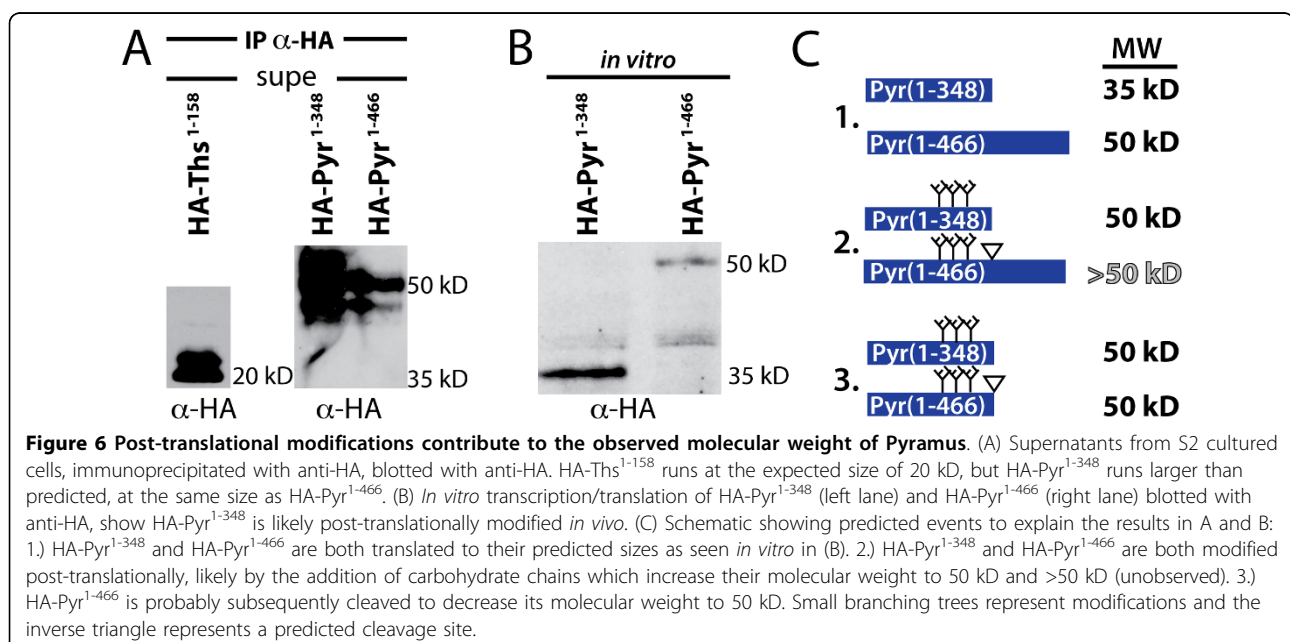 A
IP α-HA
supe
HA-Ths1-158
HA-Pyr1-348
HA-Pyr1-466
50 kD
20 kD
35 kD
α-HA
α-HA
B
in vitro
HA-Pyr1-348
HA-Pyr1-466
50 kD
35 kD
α-HA
C
MW
1.
Pyr(1-348)
35 kD
Pyr(1-466)
50 kD
2.
Pyr(1-348)
50 kD
Pyr(1-466)
>50 kD
3.
Pyr(1-348)
50 kD
Pyr(1-466)
50 kD
Figure 6 Post-translational modifications contribute to the observed molecular weight of Pyramus. (A) Supernatants from S2 cultured
cells, immunoprecipitated with anti-HA, blotted with anti-HA. HA-Ths1-158 runs at the expected size of 20 kD, but HA-Pyr1-348 runs larger than
predicted, at the same size as HA-Pyr1-466. (B) In vitro transcription/translation of HA-Pyr1-348 (left lane) and HA-Pyr1-466 (right lane) blotted with
anti-HA, show HA-Pyr1-348 is likely post-translationally modified in vivo. (C) Schematic showing predicted events to explain the results in A and B:
1.) HA-Pyr1-348 and HA-Pyr1-466 are both translated to their predicted sizes as seen in vitro in (B). 2.) HA-Pyr1-348 and HA-Pyr1-466 are both modified
post-translationally, likely by the addition of carbohydrate chains which increase their molecular weight to 50 kD and >50 kD (unobserved). 3.)
HA-Pyr1-466 is probably subsequently cleaved to decrease its molecular weight to 50 kD. Small branching trees represent modifications and the
inverse triangle represents a predicted cleavage site.